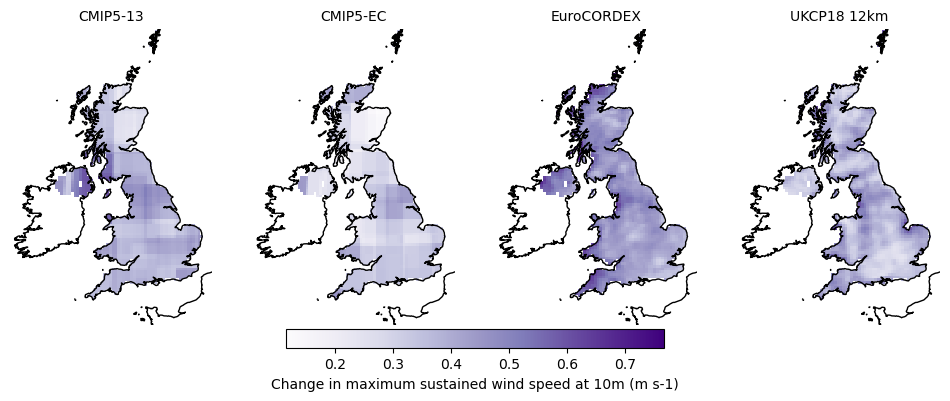 CMIP5-13
CMIP5-EC
EuroCORDEX
UKCP18 12km
0.2
0.3
0.4
0.5
0.6
0.7
Change in maximum sustained wind speed at 10m (m s-1)